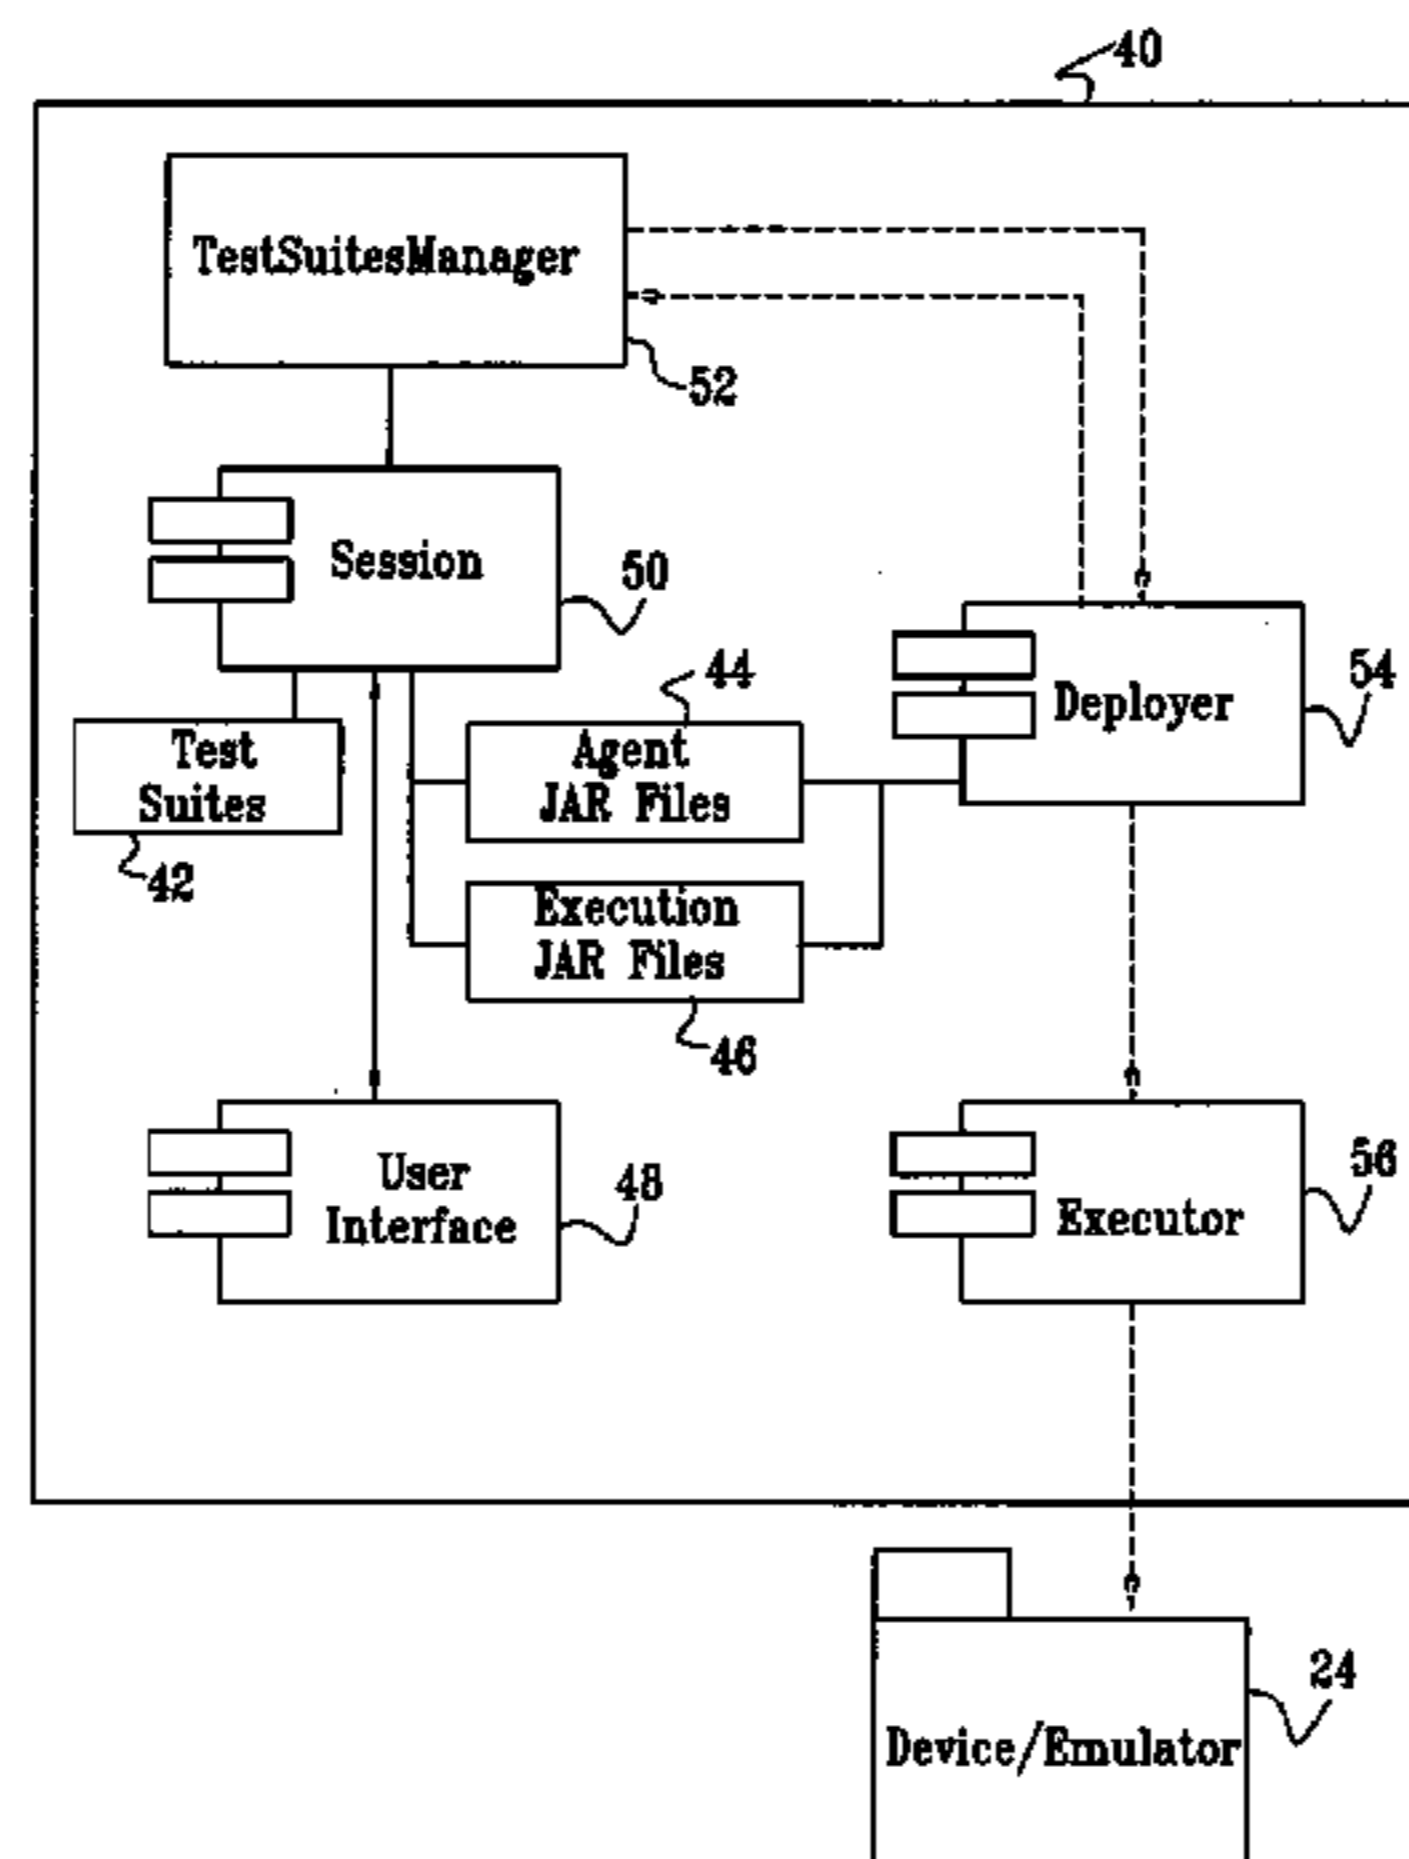 40
TestSuitesManager
52
Session
50
44
54
Test
Suites
Agent
JAR Files
Deployer
42
Execution
JAR Files
46
User
Interface
48
56
Executor
24
Device/Emulator